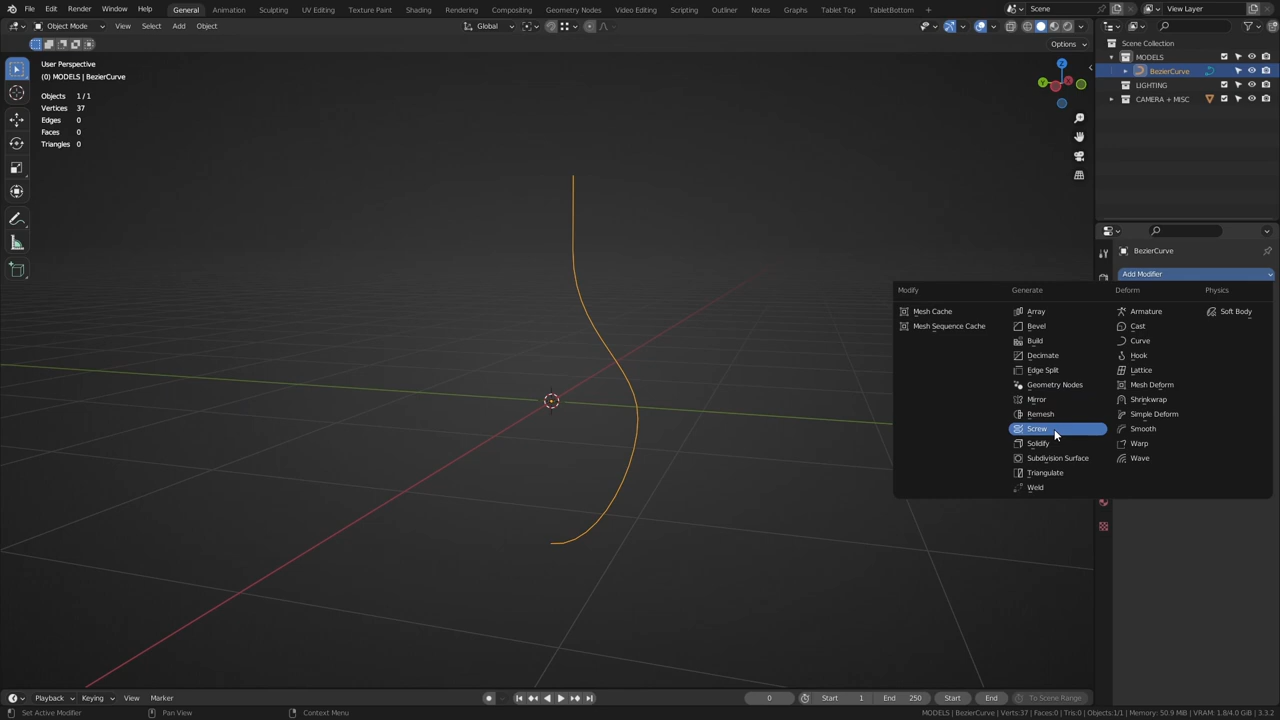 File Edit Render Window Help General Animation Sculpting UV Editing Texture Paint Shading Rendering Compositing Geometry Nodes Video Editing Scripting Outliner Notes Graphs Tablet Top TabletBottom + Scene View Layer
Object Mode View Select Add Object Global
Options
User Perspective
(0) MODELS | BezierCurve
Objects 1/1
Vertices 37
Edges 0
Faces 0
Triangles 0
Z
Y
X
Scene Collection
MODELS
BezierCurve
LIGHTING
CAMERA + MISC
BezierCurve
Add Modifier
Modify Generate Deform Physics
Mesh Cache Array Armature Soft Body
Mesh Sequence Cache Bevel Cast
Build Curve
Decimate Hook
Edge Split Lattice
Geometry Nodes Mesh Deform
Mirror Shrinkwrap
Remesh Simple Deform
Screw Smooth
Solidify Warp
Subdivision Surface Wave
Triangulate
Weld
Playback Keying View Marker 0 Start 1 End 250 Start End To Scene Range
Set Active Modifier Pan View Context Menu MODELS | BezierCurve | Verts:37 | Faces:0 | Tris:0 | Objects:1/1 | Memory: 50.9 MiB | VRAM: 1.8/4.0 GiB | 3.3.2